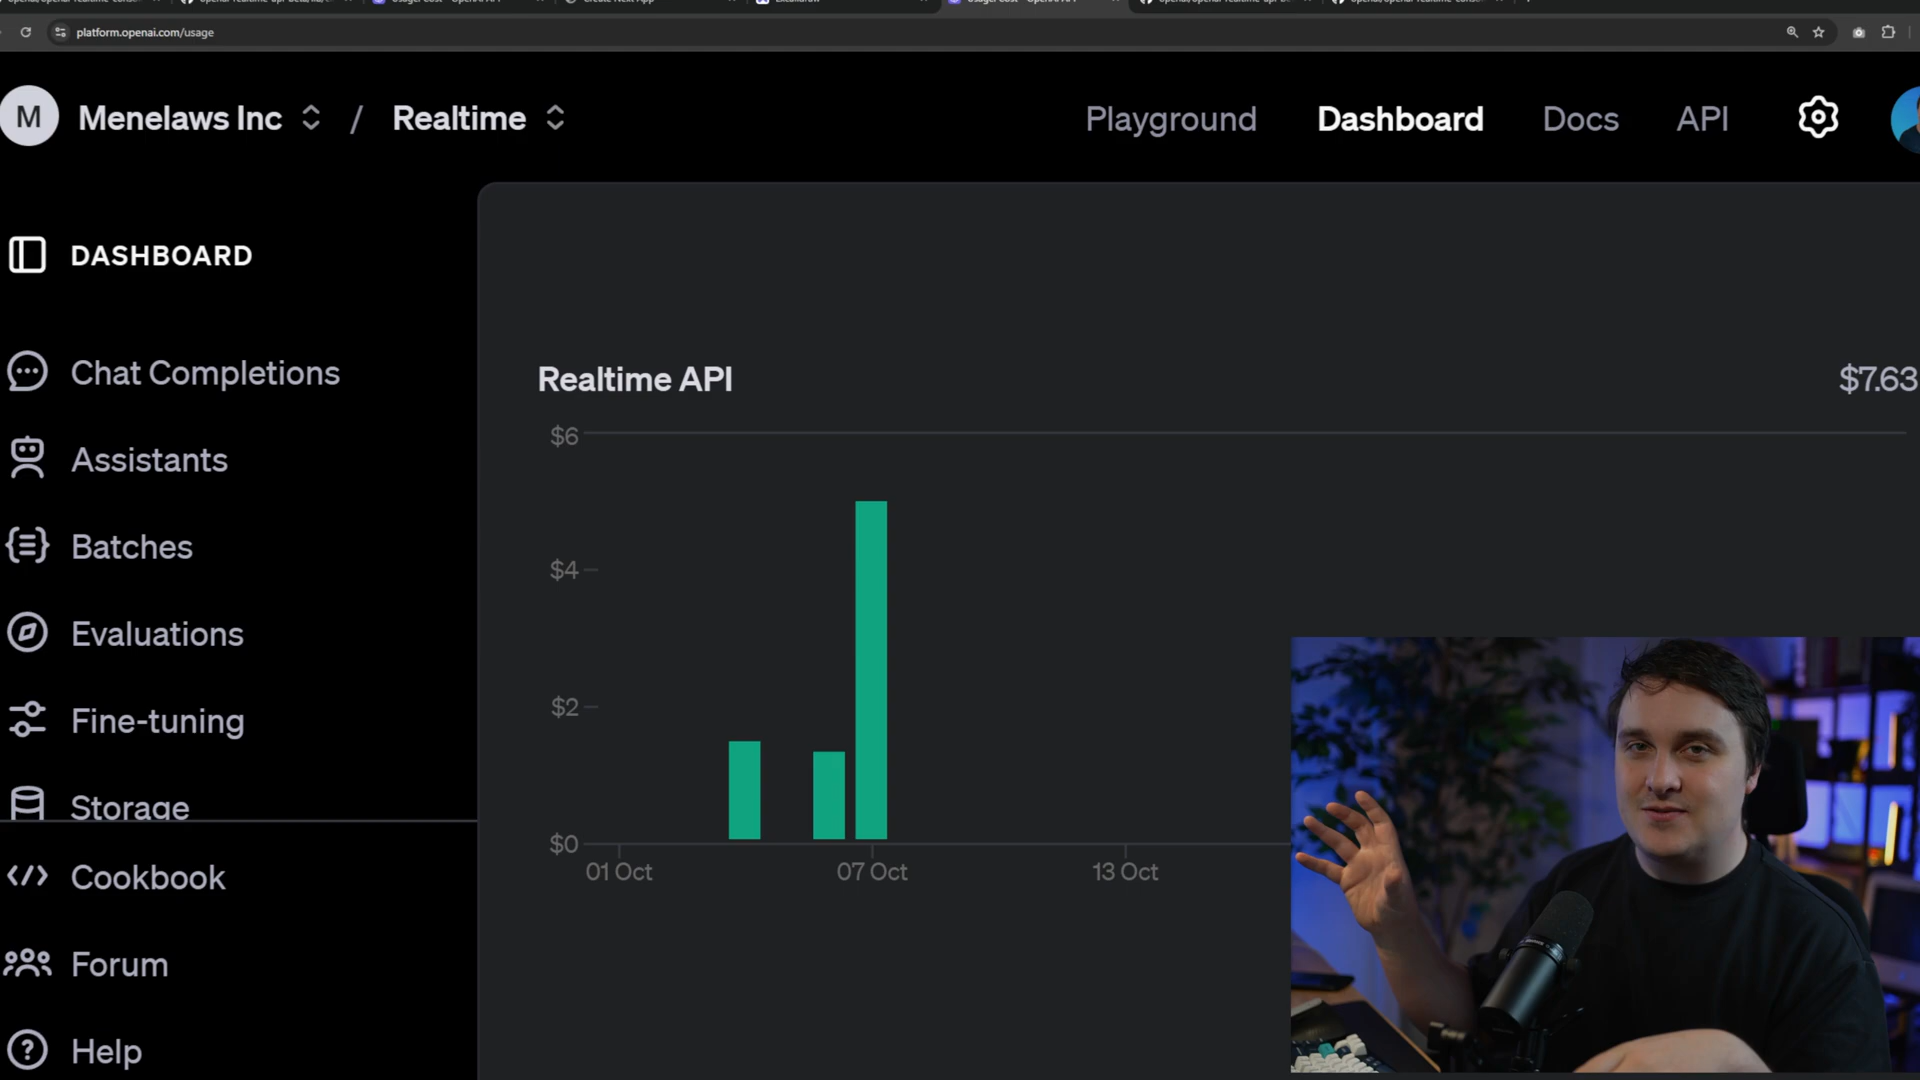 platform.openai.com/usage
M Menelaws Inc / Realtime
Playground Dashboard Docs API
DASHBOARD
Chat Completions
Assistants
Batches
Evaluations
Fine-tuning
Storage
Cookbook
Forum
Help
Realtime API
$7.63
$6
$4
$2
$0
01 Oct 07 Oct 13 Oct